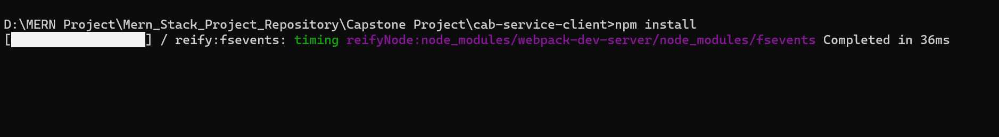 D:\MERN Project\Mern_Stack_Project_Repository\Capstone Project\cab-service-client>npm install
[                  ] / reify:fsevents: timing reifyNode:node_modules/webpack-dev-server/node_modules/fsevents Completed in 36ms